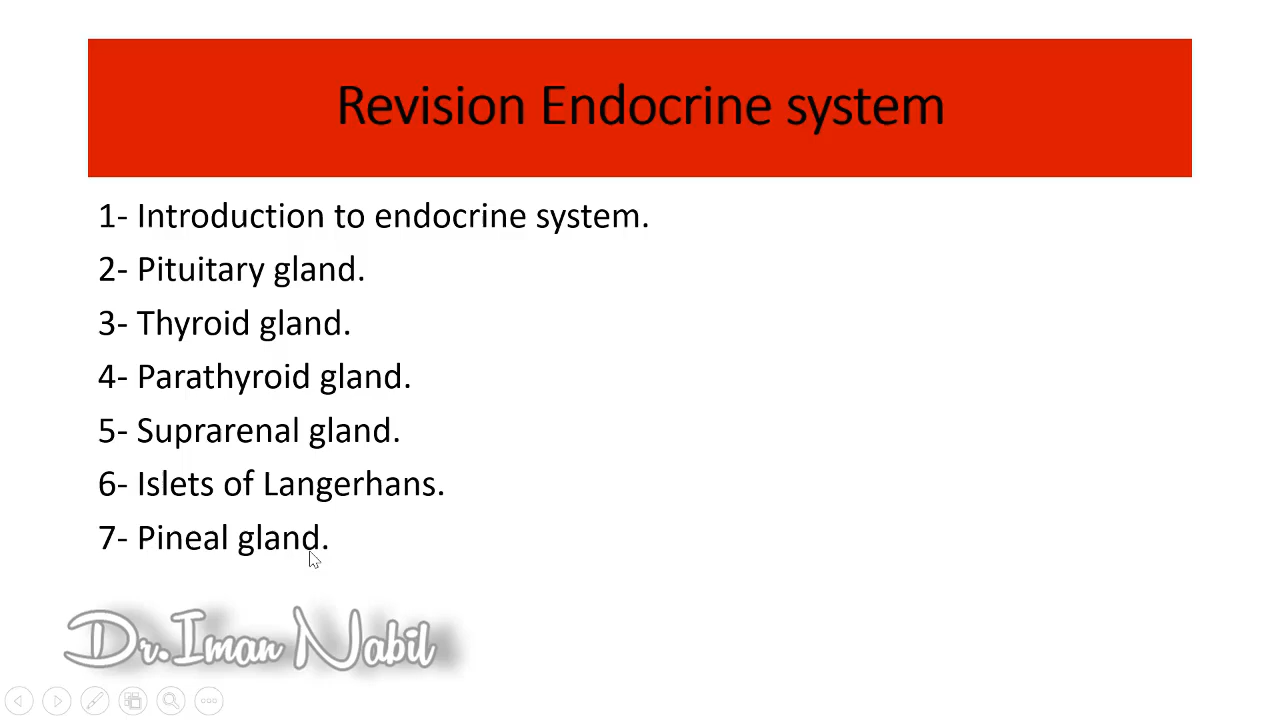 Revision Endocrine system
1- Introduction to endocrine system.
2- Pituitary gland.
3- Thyroid gland.
4- Parathyroid gland.
5- Suprarenal gland.
6- Islets of Langerhans.
7- Pineal gland.
Dr.Iman Nabil